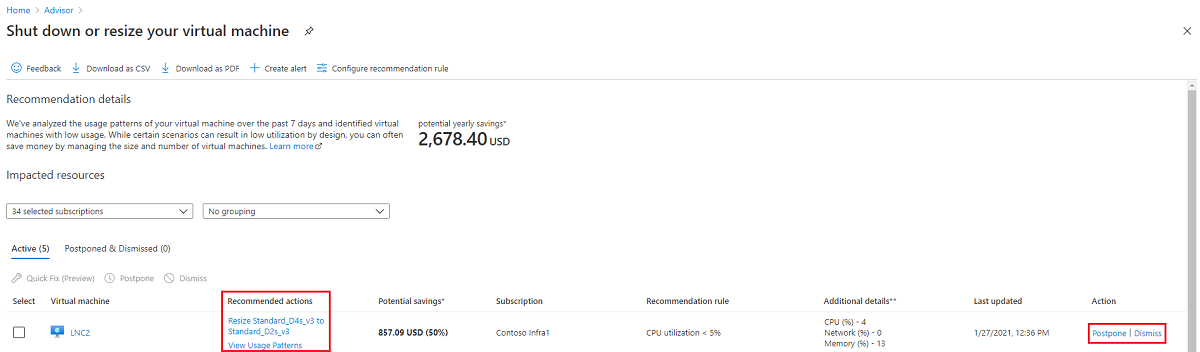 Home > Advisor >
Shut down or resize your virtual machine
Feedback Download as CSV Download as PDF Create alert Configure recommendation rule
Recommendation details
We've analyzed the usage patterns of your virtual machine over the past 7 days and identified virtual
machines with low usage. While certain scenarios can result in low utilization by design, you can often
save money by managing the size and number of virtual machines. Learn more
potential yearly savings*
2,678.40 USD
Impacted resources
34 selected subscriptions No grouping
Active (5) Postponed & Dismissed (0)
Quick Fix (Preview) Postpone Dismiss
Select Virtual machine Recommended actions Potential savings* Subscription Recommendation rule Additional details** Last updated Action
LNC2
Resize Standard_D4s_v3 to
Standard_D2s_v3
View Usage Patterns
857.09 USD (50%)
Contoso Infra1
CPU utilization < 5%
CPU (%) - 4
Network (%) - 0
Memory (%) - 13
1/27/2021, 12:36 PM
Postpone | Dismiss